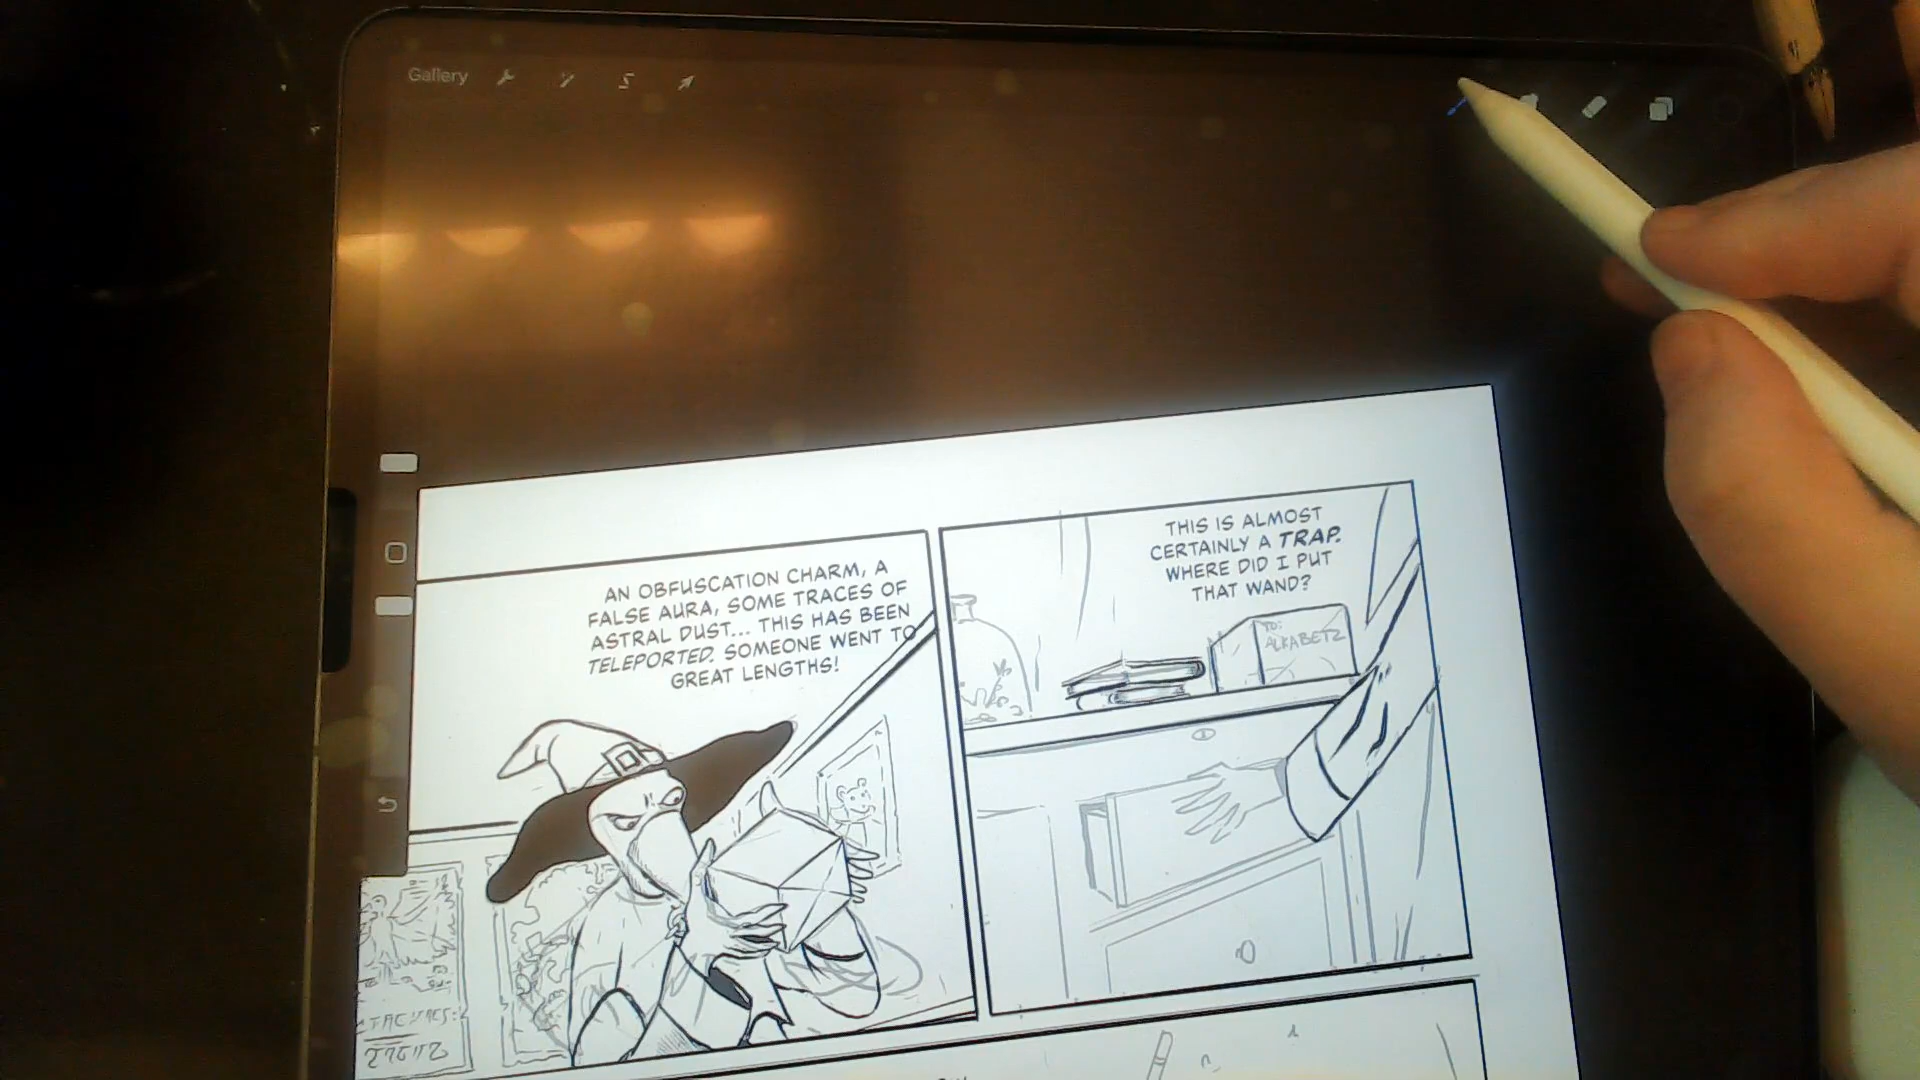 Gallery
AN OBFUSCATION CHARM, A
FALSE AURA, SOME TRACES OF
ASTRAL DUST... THIS HAS BEEN
TELEPORTED. SOMEONE WENT TO
GREAT LENGTHS!
THIS IS ALMOST
CERTAINLY A TRAP.
WHERE DID I PUT
THAT WAND?
TO:
ALKABETZ